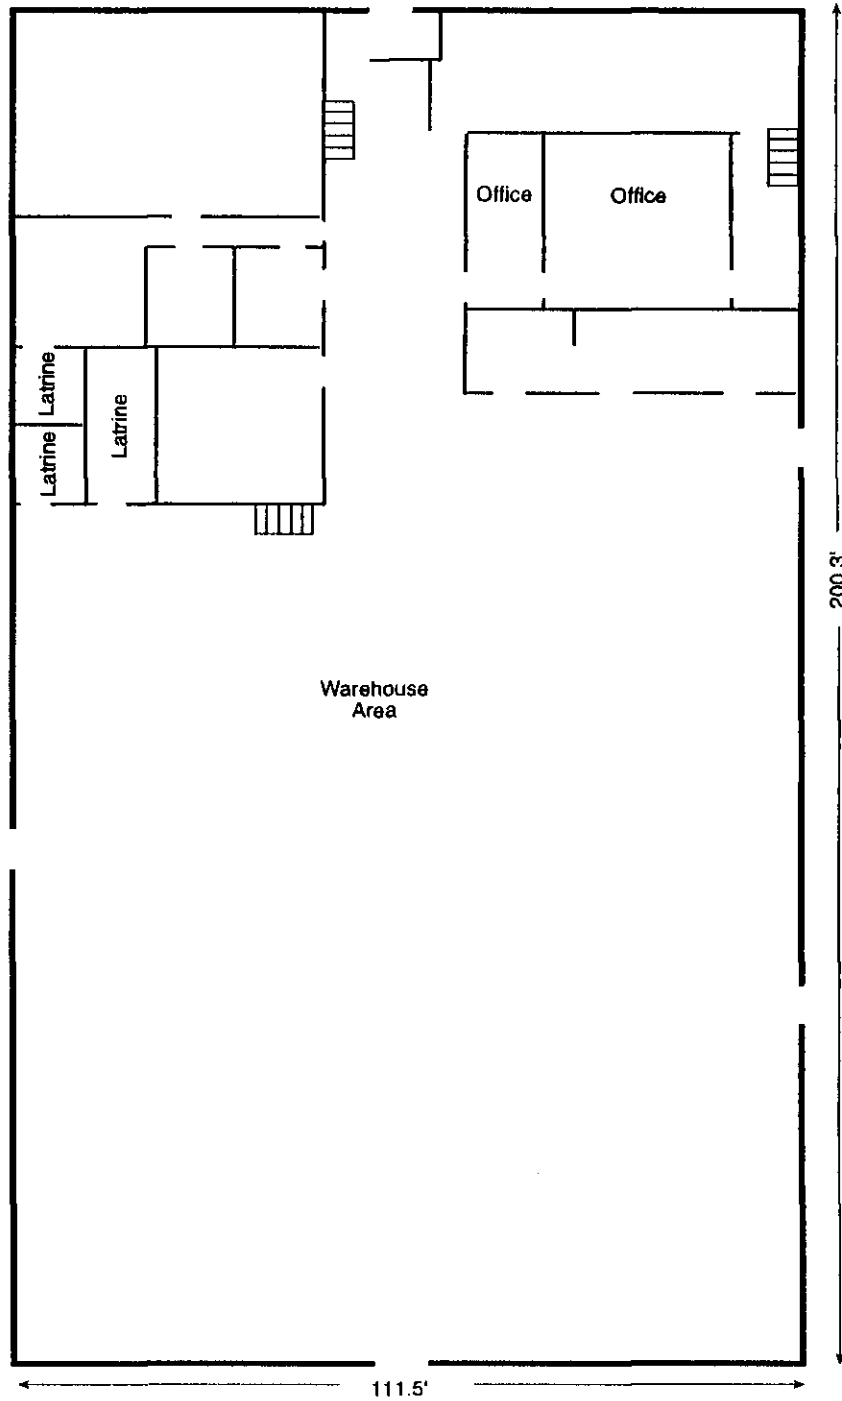 Office
Office
Latrine
Latrine
Latrine
Warehouse
Area
200.3'
111.5'